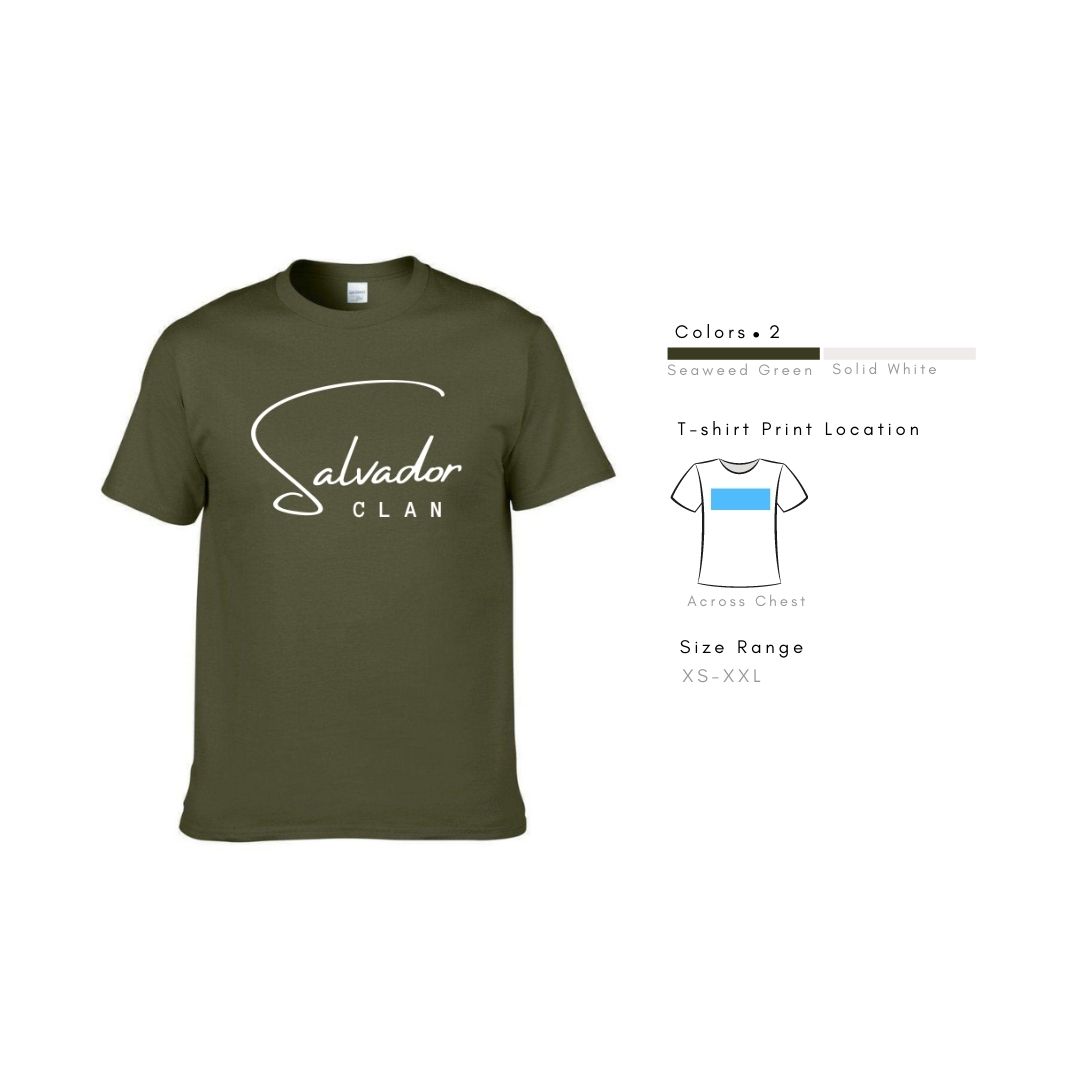 Salvador
CLAN
Colors • 2
Seaweed Green
Solid White
T-shirt Print Location
Across Chest
Size Range
XS-XXL